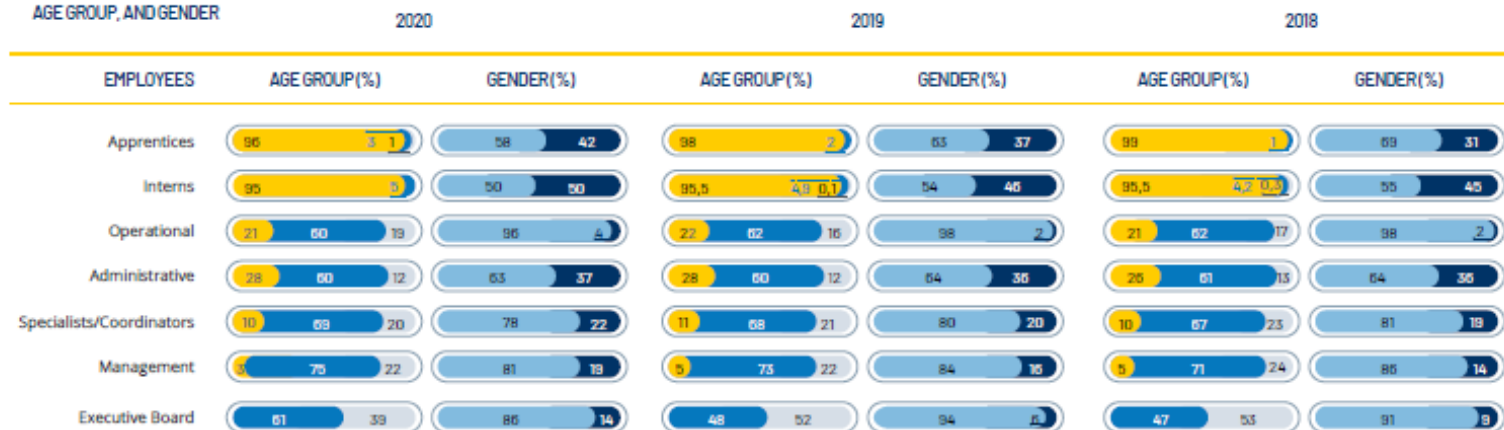 AGE GROUP, AND GENDER 2020 2019 2018
EMPLOYEES AGE GROUP(%) GENDER(%) AGE GROUP(%) GENDER(%) AGE GROUP(%) GENDER(%)
Apprentices 96 3 1 58 42 98 2 63 37 99 1 69 31
Interns 95 5 50 50 95,5 4,9 0,1 54 46 95,5 4,2 0,3 55 45
Operational 21 60 19 96 4 22 62 16 98 2 21 62 17 98 2
Administrative 28 60 12 63 37 28 60 12 64 36 26 61 13 64 36
Specialists/Coordinators 10 69 20 78 22 11 68 21 80 20 10 67 23 81 19
Management 3 75 22 81 19 5 73 22 84 16 5 71 24 86 14
Executive Board 61 39 86 14 48 52 94 6 47 53 91 9